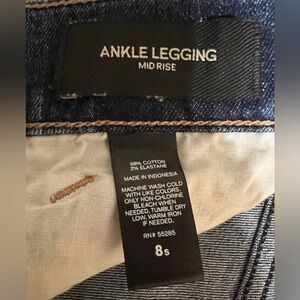 ANKLE LEGGING
MID RISE
98% COTTON
2% ELASTANE
MADE IN INDONESIA
MACHINE WASH COLD
WITH LIKE COLORS,
ONLY NON-CHLORINE
BLEACH WHEN
NEEDED, TUMBLE DRY
LOW, WARM IRON
IF NEEDED.
RN# 55285
8s